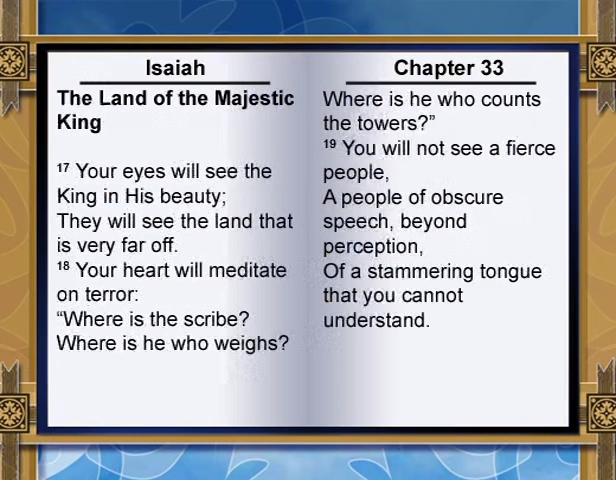 Isaiah
The Land of the Majestic
King
17 Your eyes will see the
King in His beauty;
They will see the land that
is very far off.
18 Your heart will meditate
on terror:
“Where is the scribe?
Where is he who weighs?
Chapter 33
Where is he who counts
the towers?”
19 You will not see a fierce
people,
A people of obscure
speech, beyond
perception,
Of a stammering tongue
that you cannot
understand.